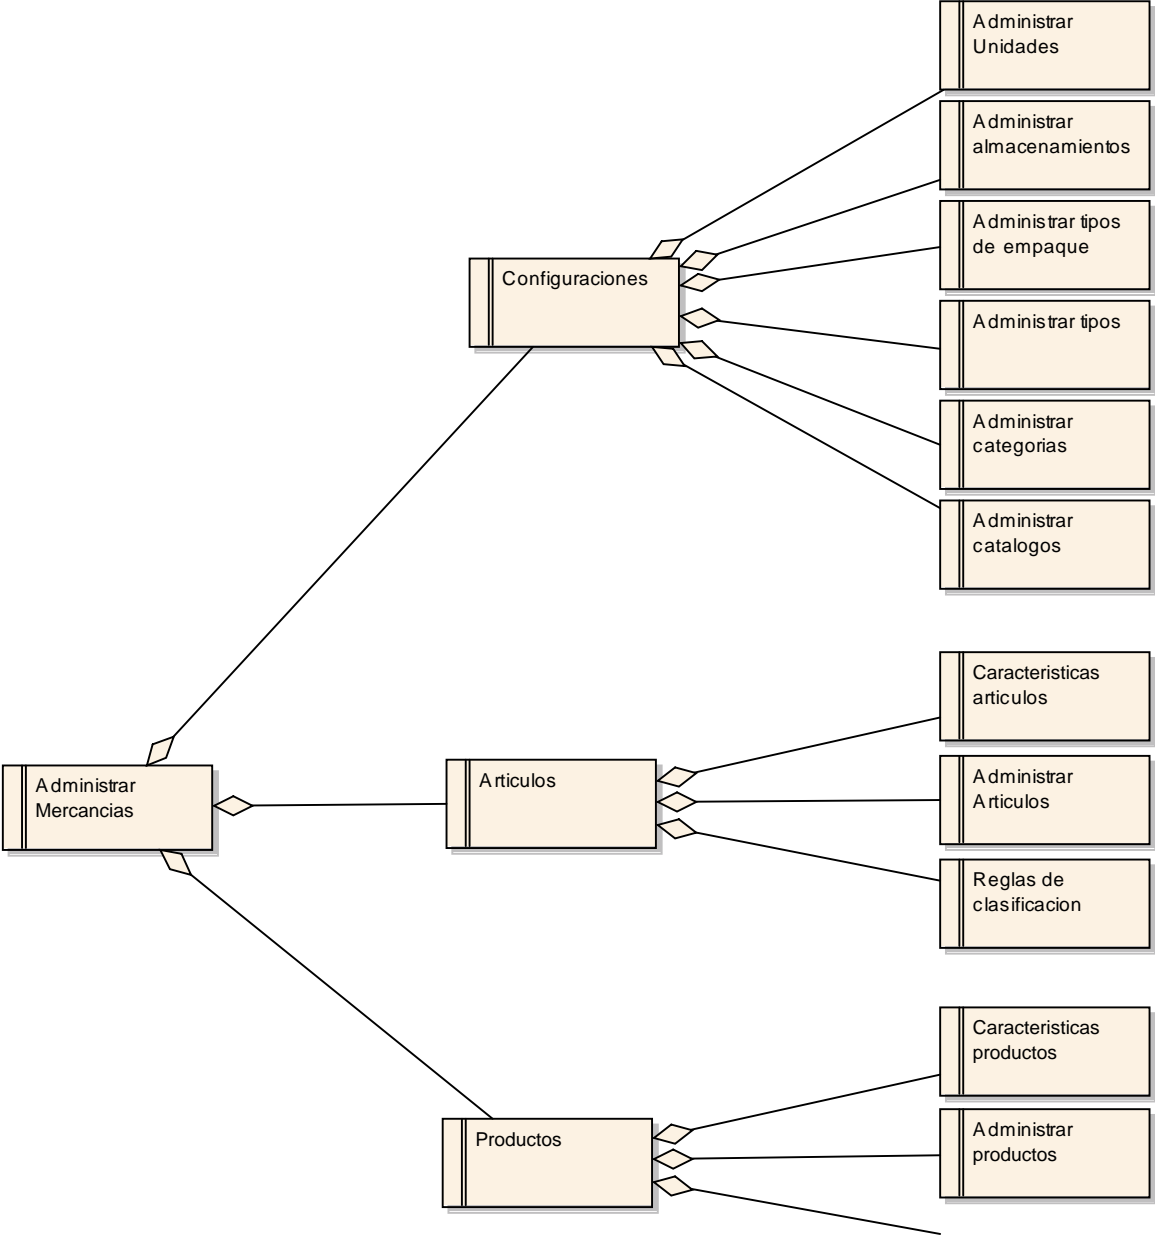 Administrar
Unidades
Administrar
almacenamientos
Administrar tipos
de empaque
Configuraciones
Administrar tipos
Administrar
categorias
Administrar
catalogos
Caracteristicas
articulos
Administrar
Mercancias
Articulos
Administrar
Articulos
Reglas de
clasificacion
Caracteristicas
productos
Productos
Administrar
productos